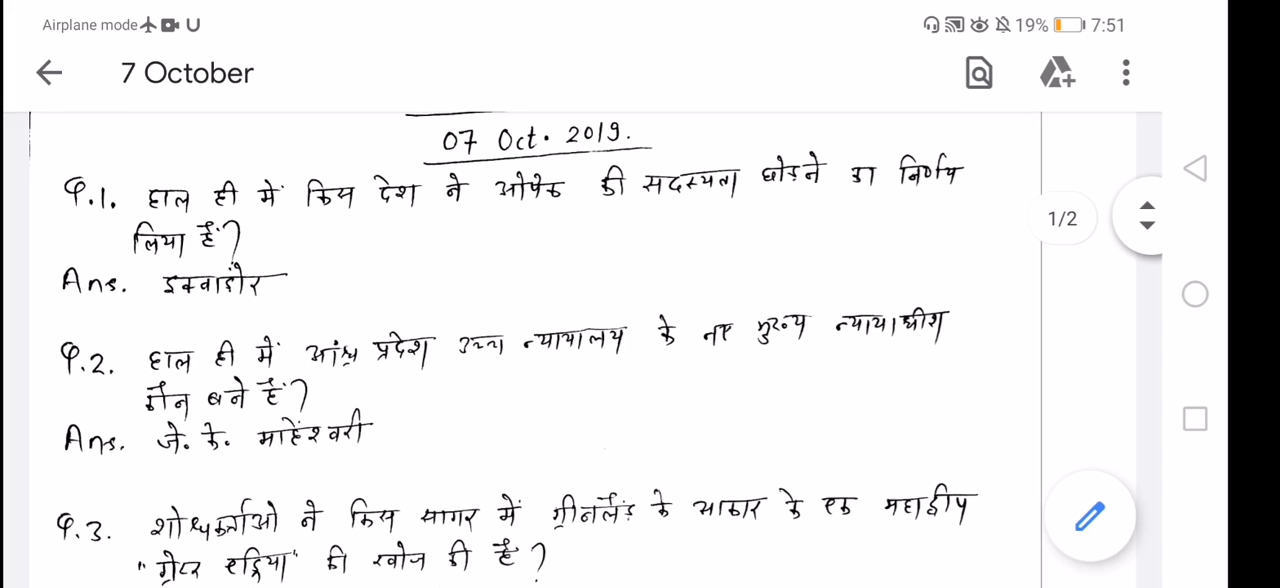 Airplane mode U 19% 7:51
7 October
07 Oct. 2019.
Q.1. हाल ही में किस देश ने ओपेक की सदस्यता छोड़ने का निर्णय
लिया है?
Ans. इक्वाडोर
1/2
Q.2. हाल ही में आंध्र प्रदेश उच्च न्यायालय के नए मुख्य न्यायाधीश
कौन बने हैं?
Ans. जे. के. माहेश्वरी
Q.3. शोधकर्ताओ ने किस सागर में ग्रीनलैंड के आकार के एक महाद्वीप
"ग्रेटर एड्रिया" की खोज की है?